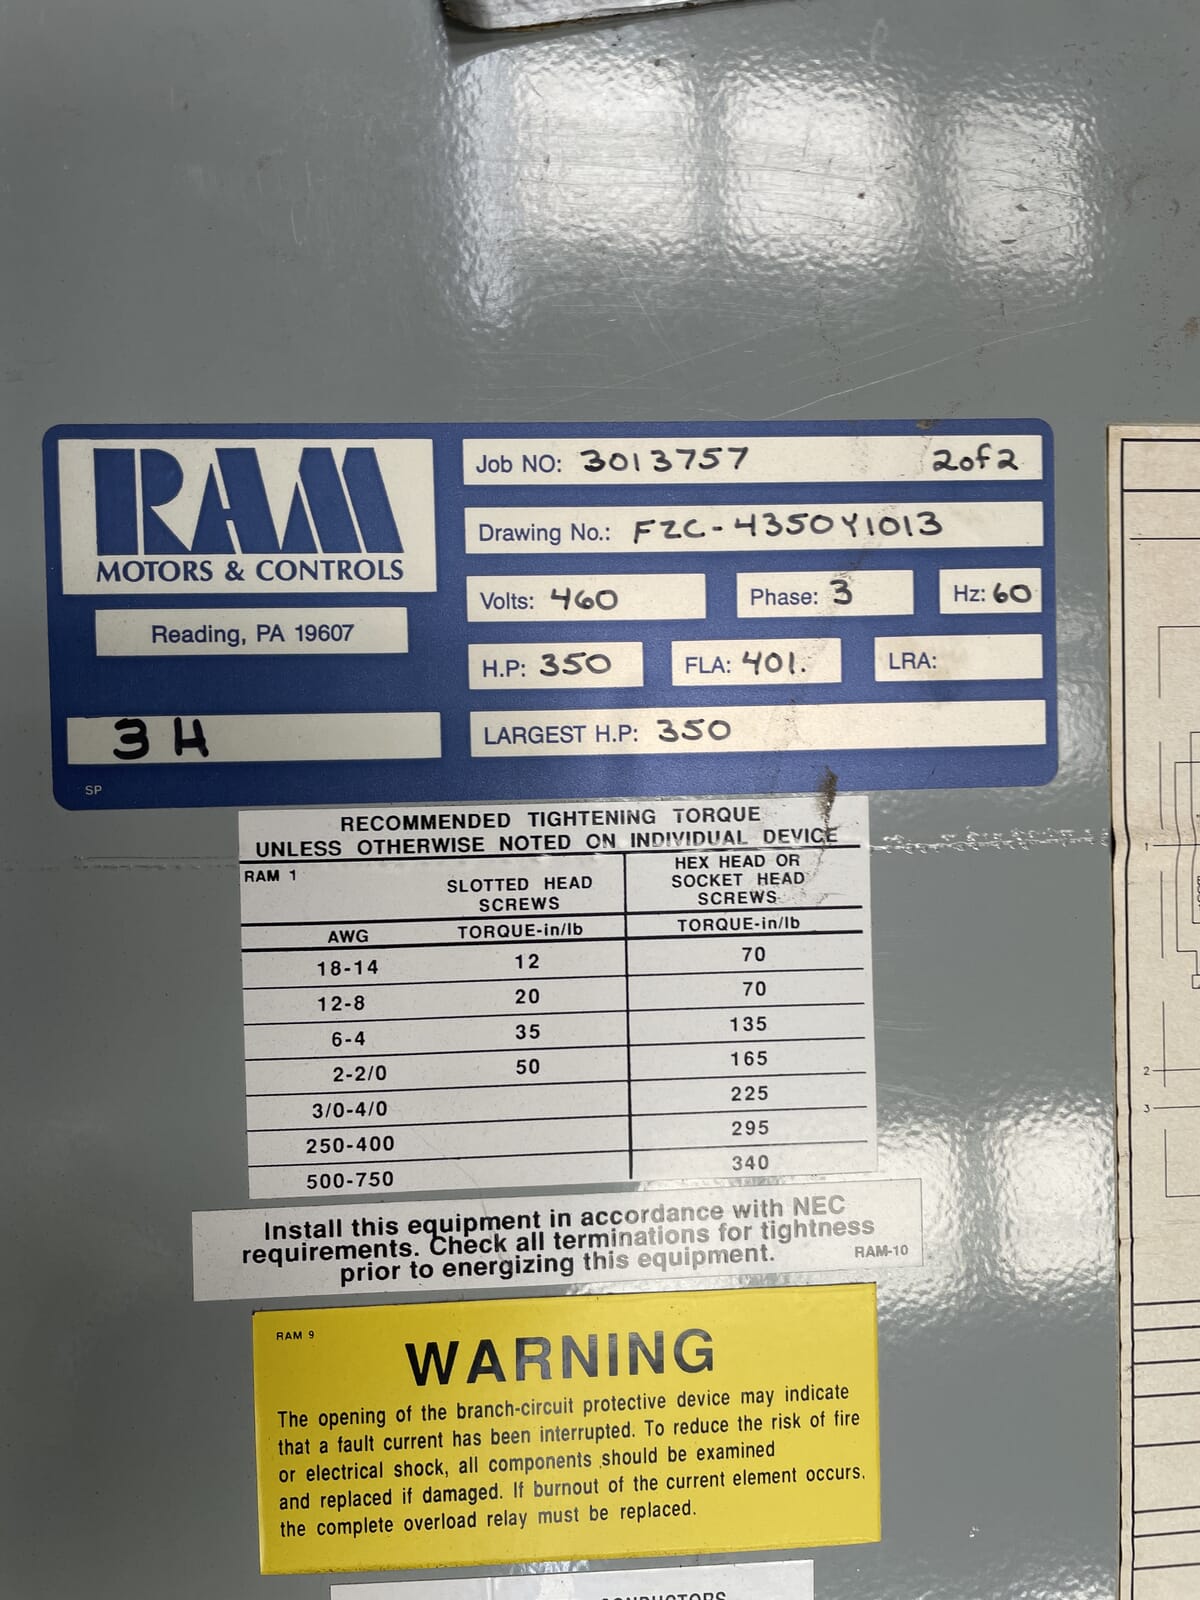 RAM
MOTORS & CONTROLS
Reading, PA 19607
3H
SP
Job NO: 3013757 2of2
Drawing No.: FZC-4350Y1013
Volts: 460 Phase: 3 Hz: 60
H.P: 350 FLA: 401. LRA:
LARGEST H.P: 350
RECOMMENDED TIGHTENING TORQUE
UNLESS OTHERWISE NOTED ON INDIVIDUAL DEVICE
RAM 1
SLOTTED HEAD SCREWS HEX HEAD OR SOCKET HEAD SCREWS
AWG TORQUE-in/lb TORQUE-in/lb
18-14 12 70
12-8 20 70
6-4 35 135
2-2/0 50 165
3/0-4/0 225
250-400 295
500-750 340
Install this equipment in accordance with NEC
requirements. Check all terminations for tightness
prior to energizing this equipment. RAM-10
RAM 9
WARNING
The opening of the branch-circuit protective device may indicate
that a fault current has been interrupted. To reduce the risk of fire
or electrical shock, all components should be examined
and replaced if damaged. If burnout of the current element occurs,
the complete overload relay must be replaced.
1
2
3